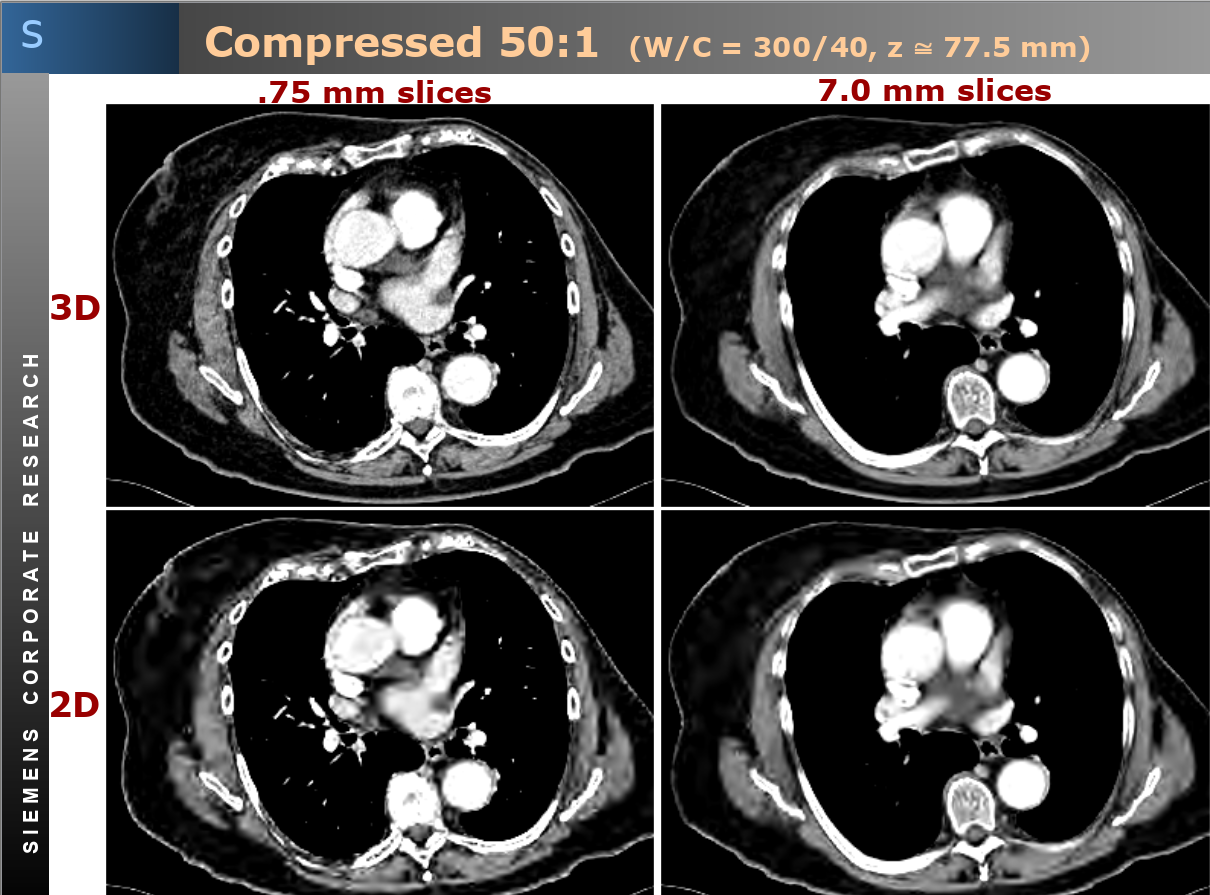 S
Compressed 50:1 (W/C = 300/40, z ≅ 77.5 mm)
.75 mm slices
7.0 mm slices
3D
2D
SIEMENS CORPORATE RESEARCH